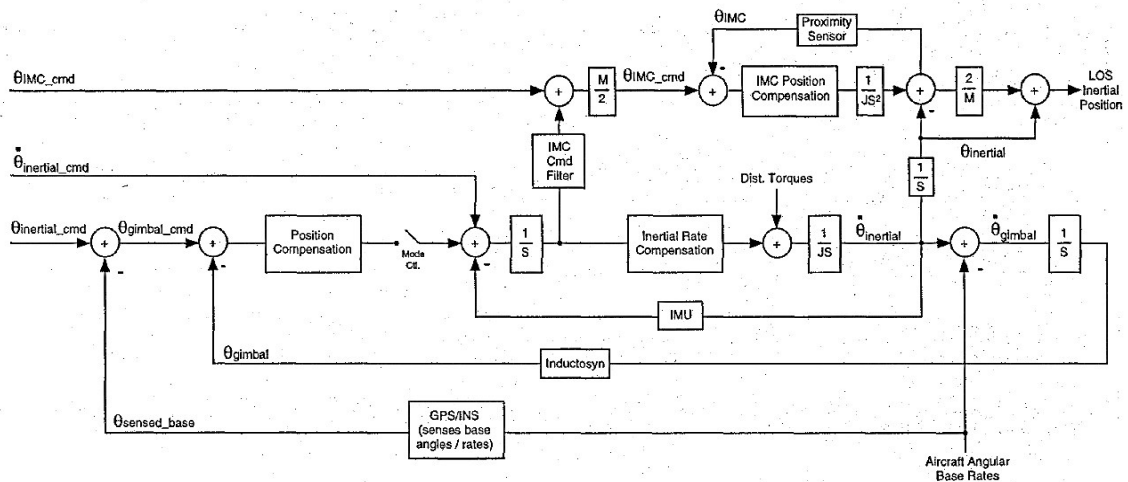 θIMC
Proximity
Sensor
θIMC_cmd
M
2
θIMC_cmd
-
IMC Position
Compensation
1
JS²
-
2
M
LOS
Inertial
Position
IMC
Cmd
Filter
θinertial
θ̇inertial_cmd
1
S
Dist. Torques
θinertial_cmd
θgimbal_cmd
Position
Compensation
Mode
Ctl.
1
S
Inertial Rate
Compensation
1
JS
θ̇inertial
θ̇gimbal
1
S
-
-
-
-
IMU
θgimbal
Inductosyn
θsensed_base
GPS/INS
(senses base
angles / rates)
Aircraft Angular
Base Rates